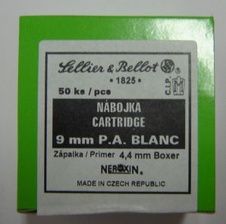 Sellier & Bellot
• 1825 •
C.I.P.
50 ks / pce
NÁBOJKA
CARTRIDGE
9 mm P.A. BLANC
Zápalka / Primer 4,4 mm Boxer
NEROXIN
MADE IN CZECH REPUBLIC